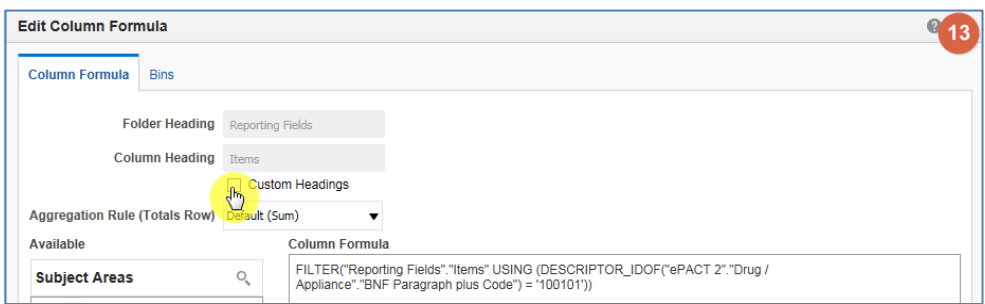 Edit Column Formula
? 13
Column Formula Bins
Folder Heading Reporting Fields
Column Heading Items
Custom Headings
Aggregation Rule (Totals Row) Default (Sum)
Available Column Formula
Subject Areas
FILTER("Reporting Fields"."Items" USING (DESCRIPTOR_IDOF("ePACT 2"."Drug /
Appliance"."BNF Paragraph plus Code") = '100101'))